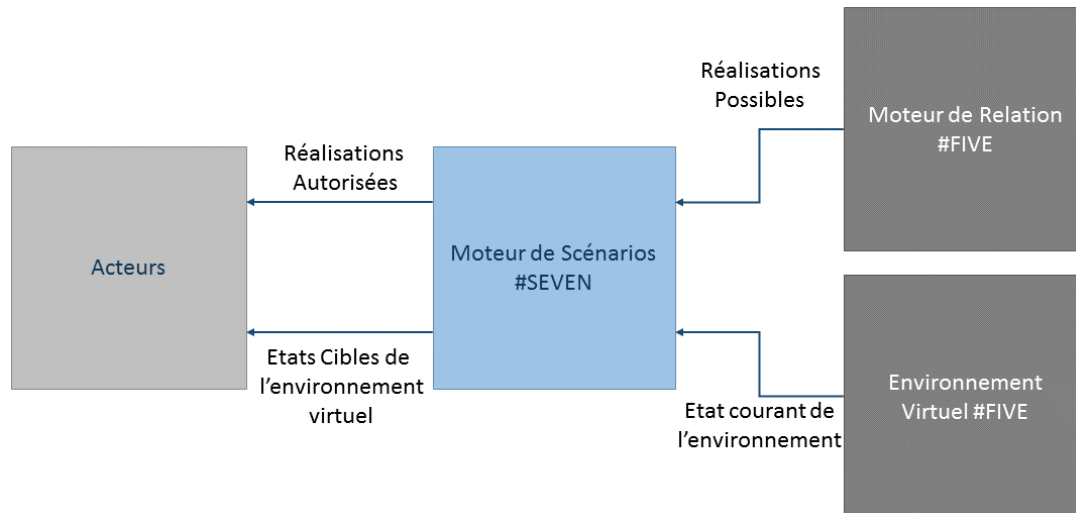 Réalisations
Possibles
Moteur de Relation
#FIVE
Réalisations
Autorisées
Acteurs
Moteur de Scénarios
#SEVEN
Etats Cibles de
l’environnement
virtuel
Etat courant de
l’environnement
Environnement
Virtuel #FIVE